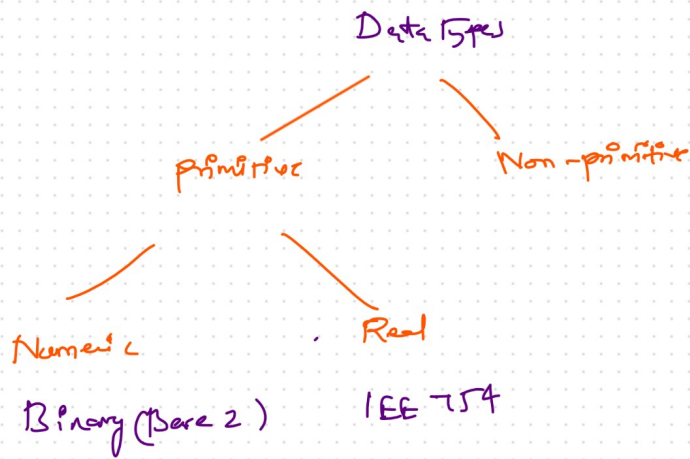 Data Types
Primitive
Non-primitive
Numeric
Real
Binary (Base 2)
IEE 754